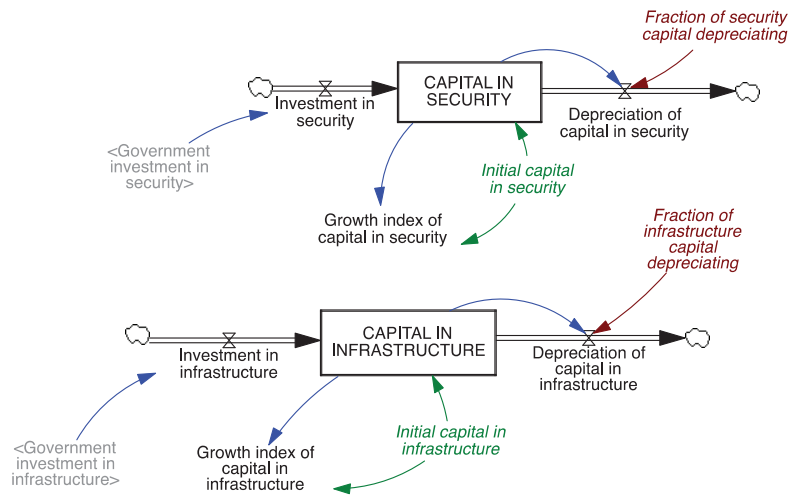 Fraction of security
capital depreciating
CAPITAL IN
SECURITY
Investment in
security
Depreciation of
capital in security
<Government
investment in
security>
Initial capital
in security
Growth index of
capital in security
Fraction of
infrastructure
capital
depreciating
CAPITAL IN
INFRASTRUCTURE
Investment in
infrastructure
Depreciation of
capital in
infrastructure
<Government
investment in
infrastructure>
Initial capital in
infrastructure
Growth index of
capital in
infrastructure